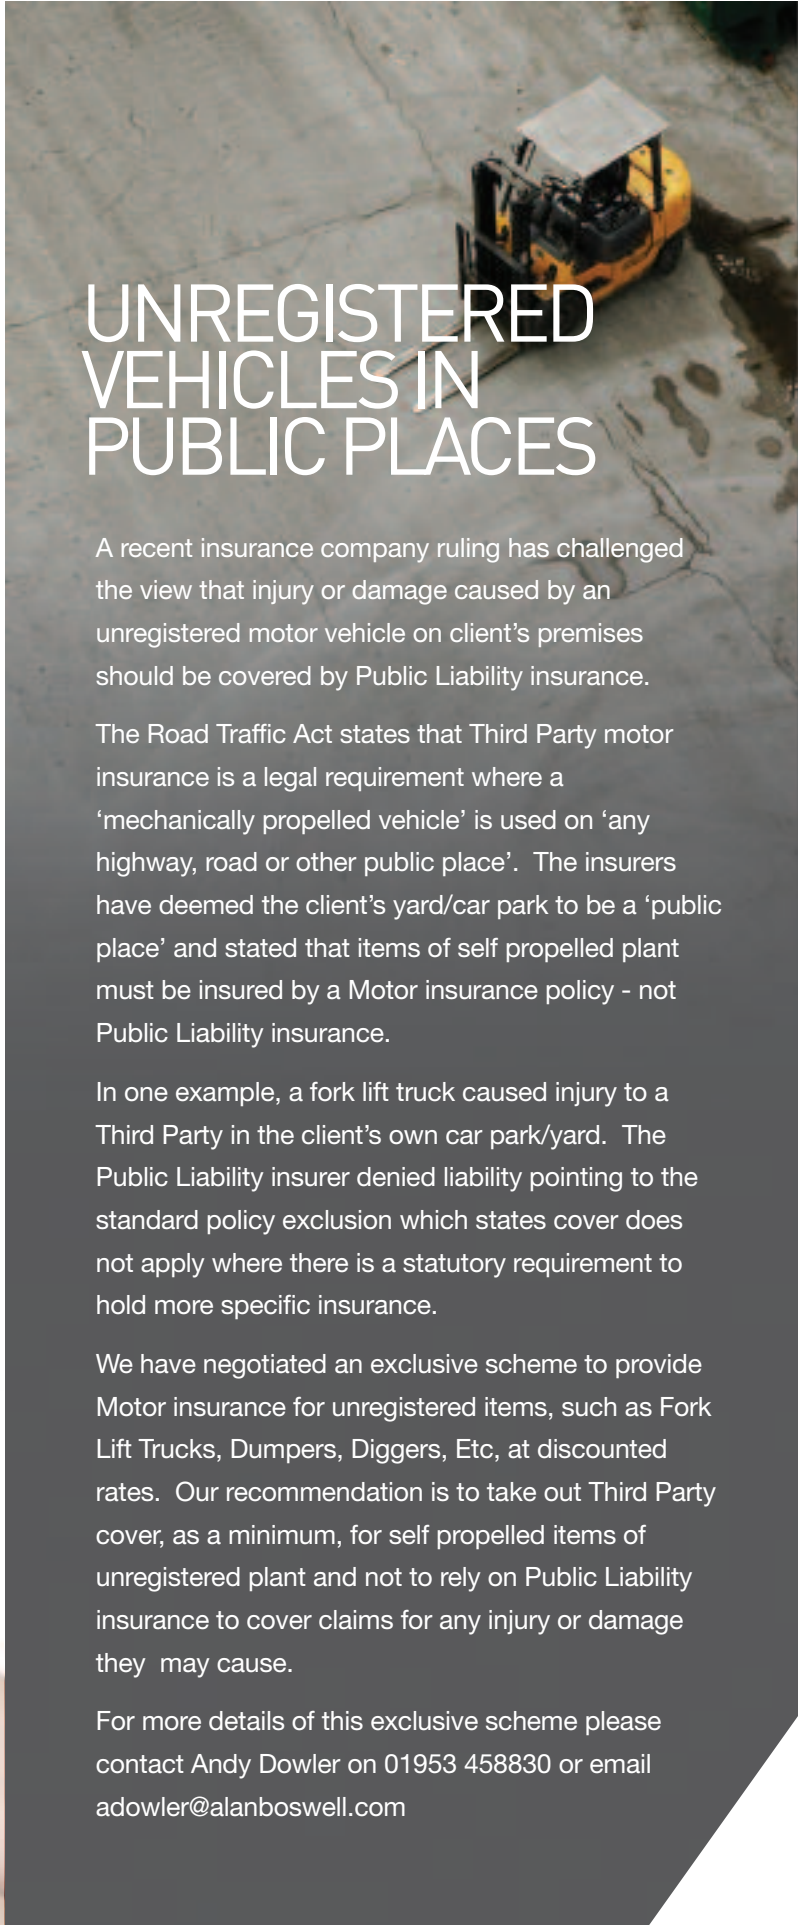 UNREGISTERED
VEHICLES IN
PUBLIC PLACES
A recent insurance company ruling has challenged
the view that injury or damage caused by an
unregistered motor vehicle on client’s premises
should be covered by Public Liability insurance.
The Road Traffic Act states that Third Party motor
insurance is a legal requirement where a
‘mechanically propelled vehicle’ is used on ‘any
highway, road or other public place’.  The insurers
have deemed the client’s yard/car park to be a ‘public
place’ and stated that items of self propelled plant
must be insured by a Motor insurance policy - not
Public Liability insurance.
In one example, a fork lift truck caused injury to a
Third Party in the client’s own car park/yard.  The
Public Liability insurer denied liability pointing to the
standard policy exclusion which states cover does
not apply where there is a statutory requirement to
hold more specific insurance.
We have negotiated an exclusive scheme to provide
Motor insurance for unregistered items, such as Fork
Lift Trucks, Dumpers, Diggers, Etc, at discounted
rates.  Our recommendation is to take out Third Party
cover, as a minimum, for self propelled items of
unregistered plant and not to rely on Public Liability
insurance to cover claims for any injury or damage
they  may cause.
For more details of this exclusive scheme please
contact Andy Dowler on 01953 458830 or email
adowler@alanboswell.com